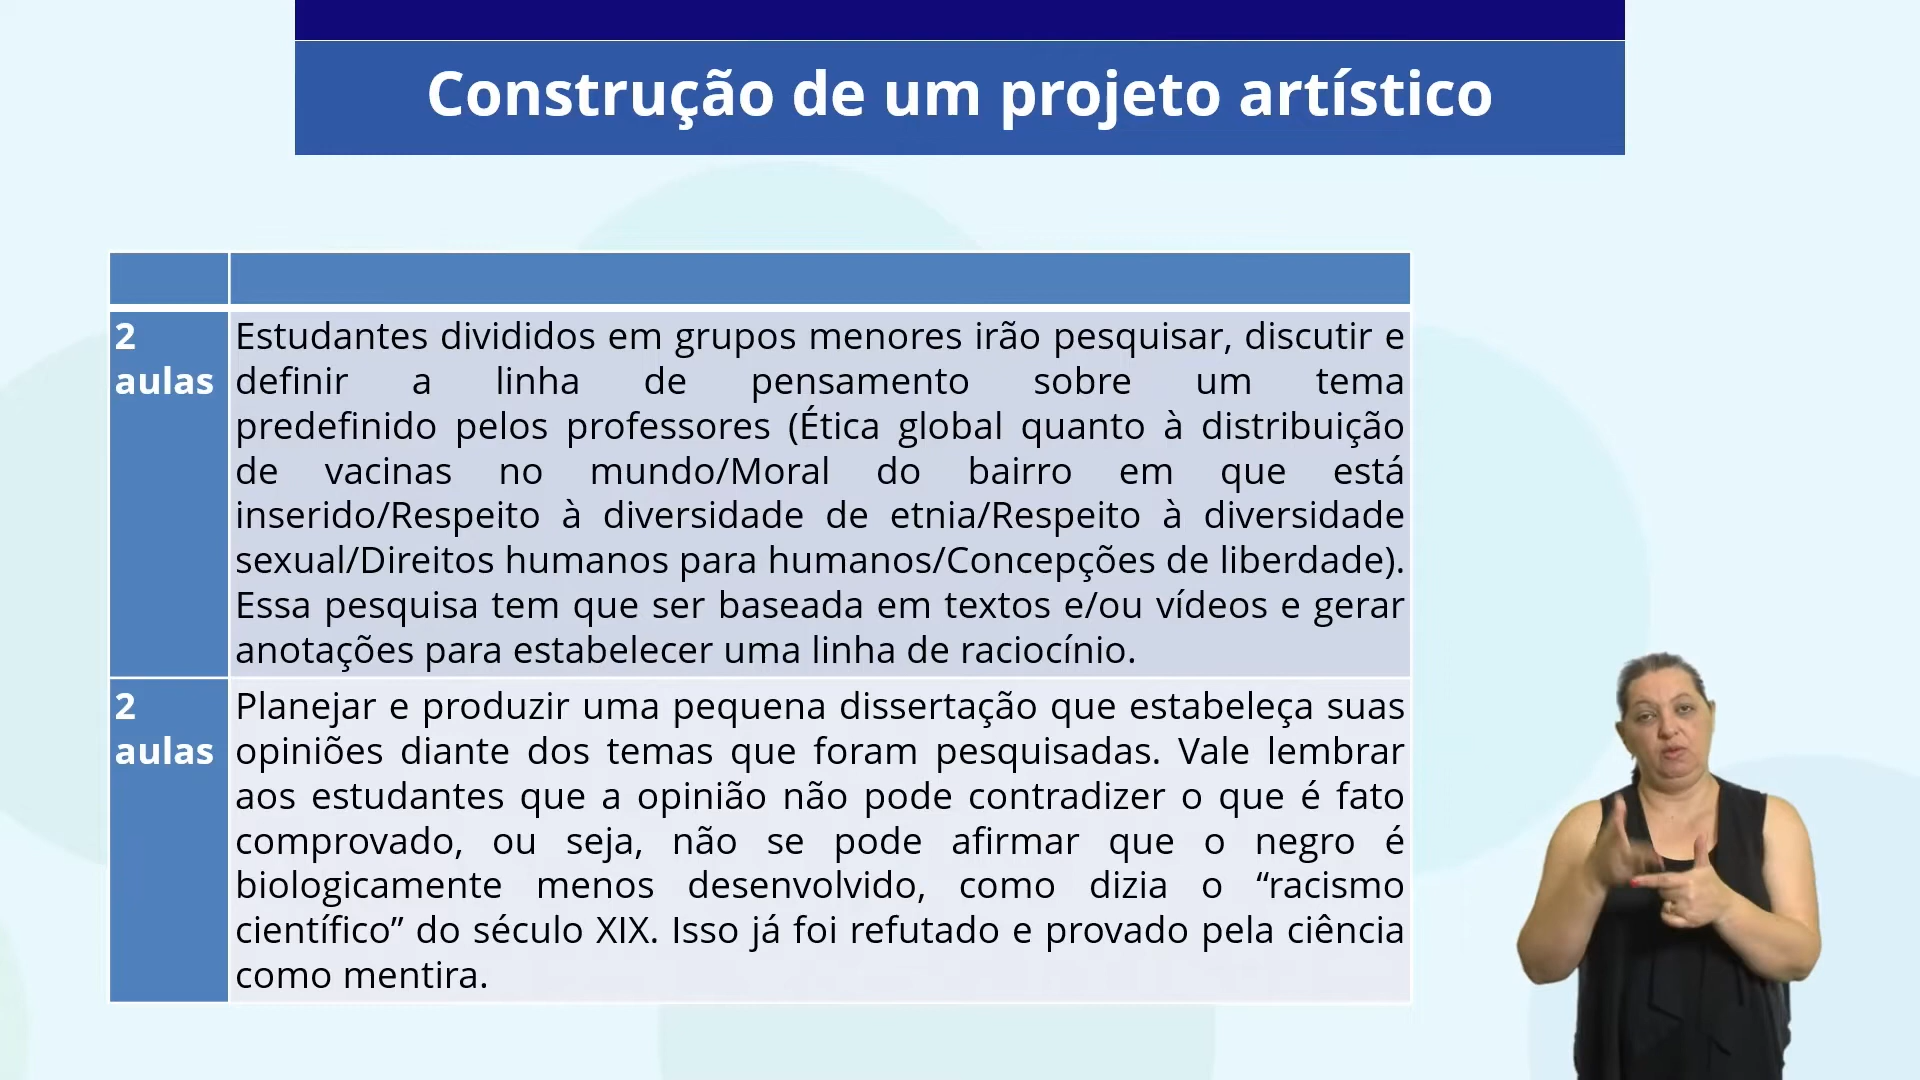 Construção de um projeto artístico
2
aulas
Estudantes divididos em grupos menores irão pesquisar, discutir e
definir a linha de pensamento sobre um tema
predefinido pelos professores (Ética global quanto à distribuição
de vacinas no mundo/Moral do bairro em que está
inserido/Respeito à diversidade de etnia/Respeito à diversidade
sexual/Direitos humanos para humanos/Concepções de liberdade).
Essa pesquisa tem que ser baseada em textos e/ou vídeos e gerar
anotações para estabelecer uma linha de raciocínio.
2
aulas
Planejar e produzir uma pequena dissertação que estabeleça suas
opiniões diante dos temas que foram pesquisadas. Vale lembrar
aos estudantes que a opinião não pode contradizer o que é fato
comprovado, ou seja, não se pode afirmar que o negro é
biologicamente menos desenvolvido, como dizia o “racismo
científico” do século XIX. Isso já foi refutado e provado pela ciência
como mentira.